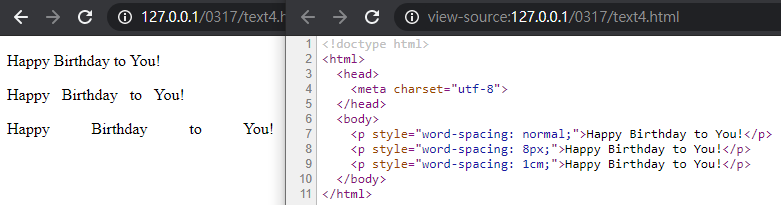 127.0.0.1/0317/text4.h
Happy Birthday to You!
Happy Birthday to You!
Happy Birthday to You!
view-source:127.0.0.1/0317/text4.html
1 <!doctype html>
2 <html>
3 <head>
4 <meta charset="utf-8">
5 </head>
6 <body>
7 <p style="word-spacing: normal;">Happy Birthday to You!</p>
8 <p style="word-spacing: 8px;">Happy Birthday to You!</p>
9 <p style="word-spacing: 1cm;">Happy Birthday to You!</p>
10 </body>
11 </html>